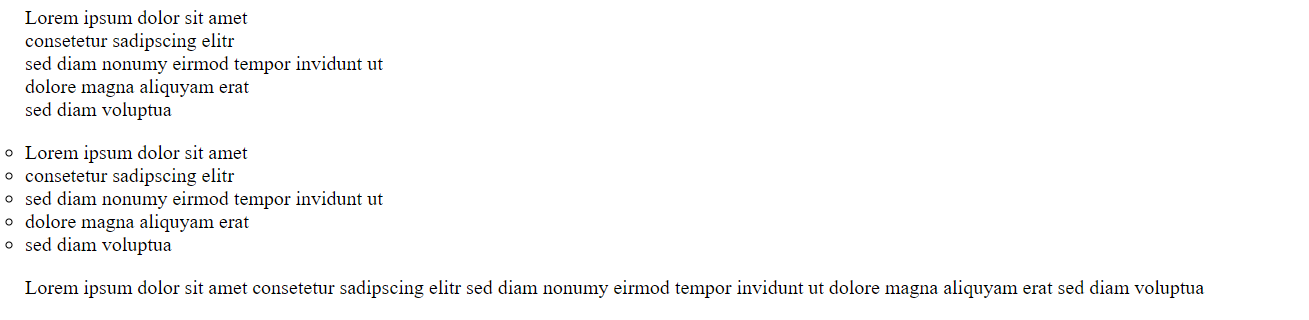 Lorem ipsum dolor sit amet
consetetur sadipscing elitr
sed diam nonumy eirmod tempor invidunt ut
dolore magna aliquyam erat
sed diam voluptua
Lorem ipsum dolor sit amet
consetetur sadipscing elitr
sed diam nonumy eirmod tempor invidunt ut
dolore magna aliquyam erat
sed diam voluptua
Lorem ipsum dolor sit amet consetetur sadipscing elitr sed diam nonumy eirmod tempor invidunt ut dolore magna aliquyam erat sed diam voluptua